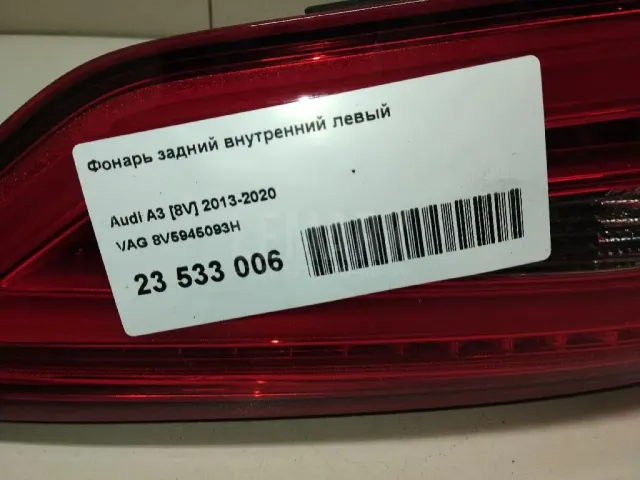 Фонарь задний внутренний левый
Audi A3 [8V] 2013-2020
VAG 8V5945093H
23 533 006